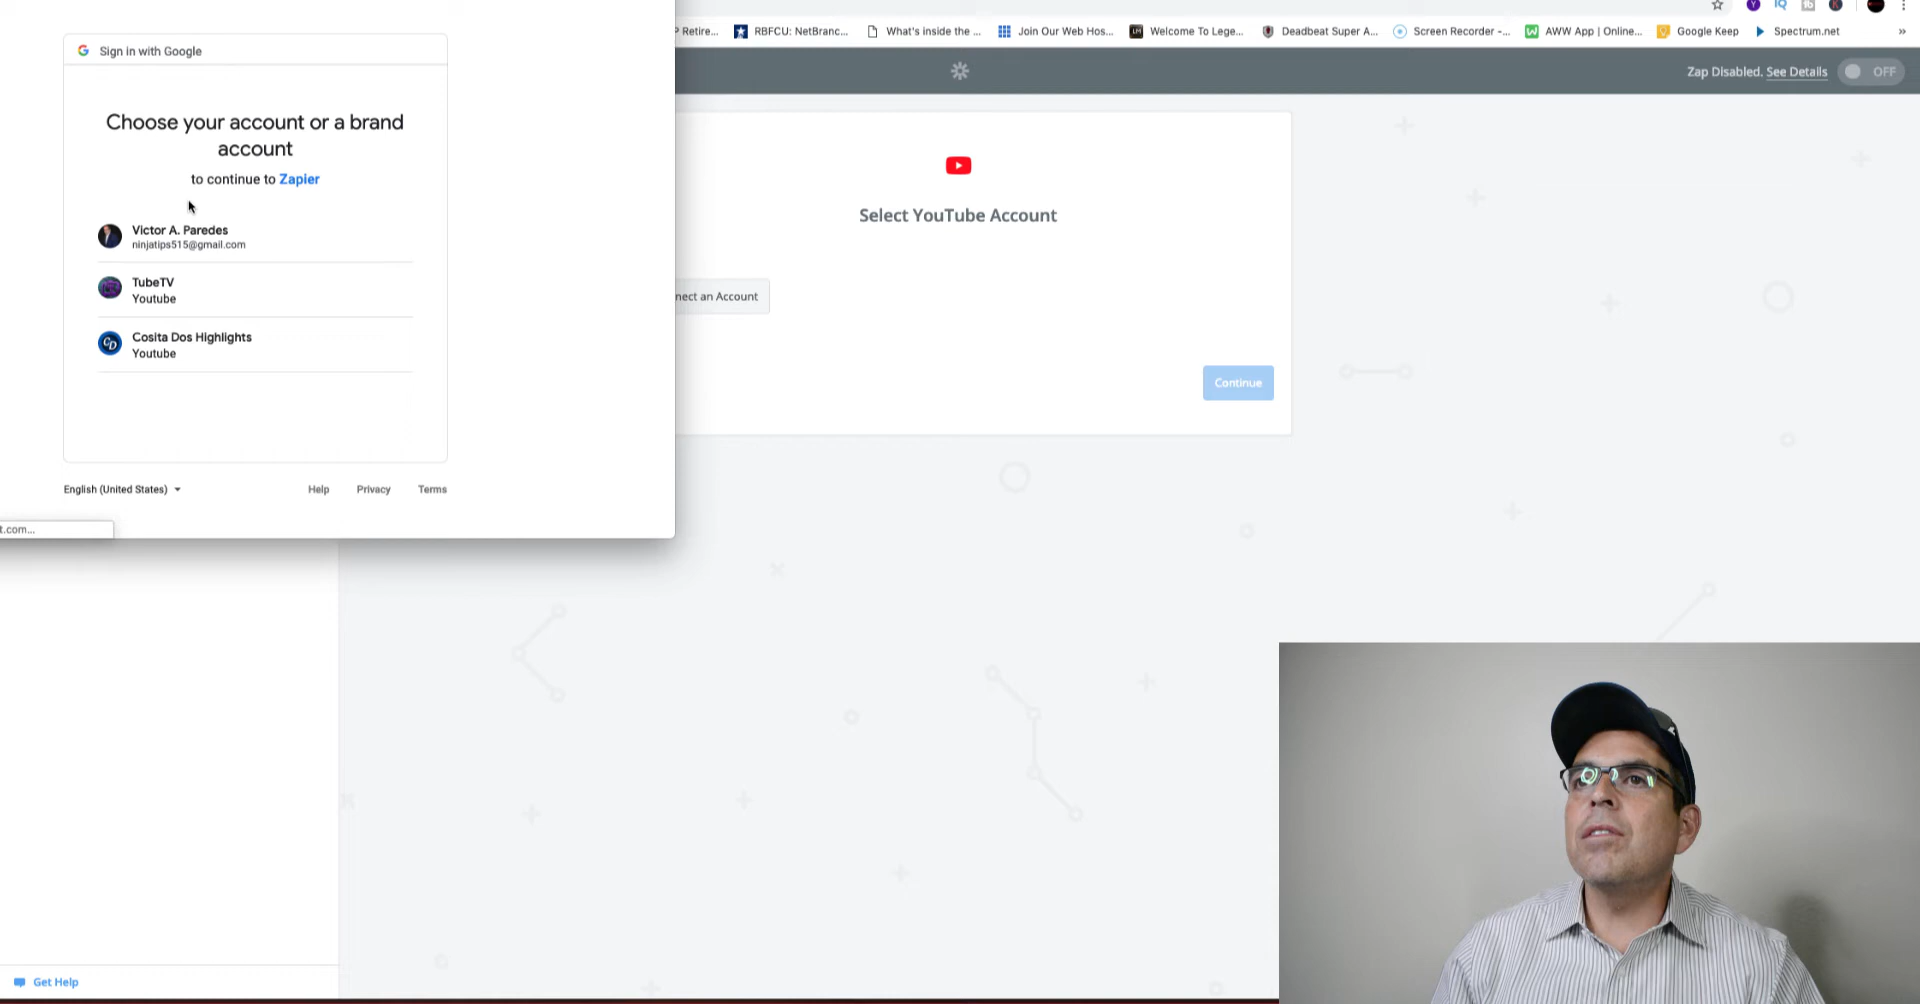 Sign in with Google
Choose your account or a brand
account
to continue to Zapier
Victor A. Paredes
ninjatips515@gmail.com
TubeTV
Youtube
Cosita Dos Highlights
Youtube
English (United States)
Help
Privacy
Terms
t.com...
Retire...
RBFCU: NetBranc...
What's inside the ...
Join Our Web Hos...
Welcome To Lege...
Deadbeat Super A...
Screen Recorder -...
AWW App | Online...
Google Keep
Spectrum.net
»
Zap Disabled. See Details
OFF
Select YouTube Account
nect an Account
Continue
Get Help